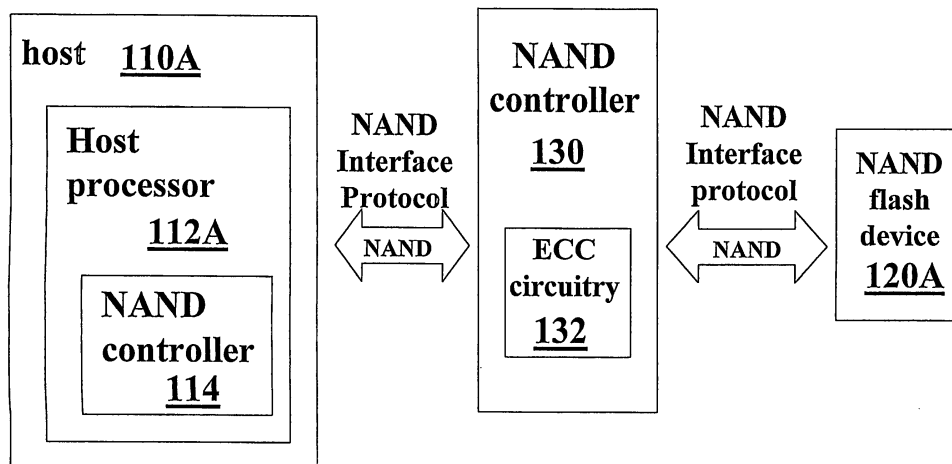 host 110A
Host
processor
112A
NAND
controller
114
NAND
Interface
Protocol
NAND
NAND
controller
130
ECC
circuitry
132
NAND
Interface
protocol
NAND
NAND
flash
device
120A